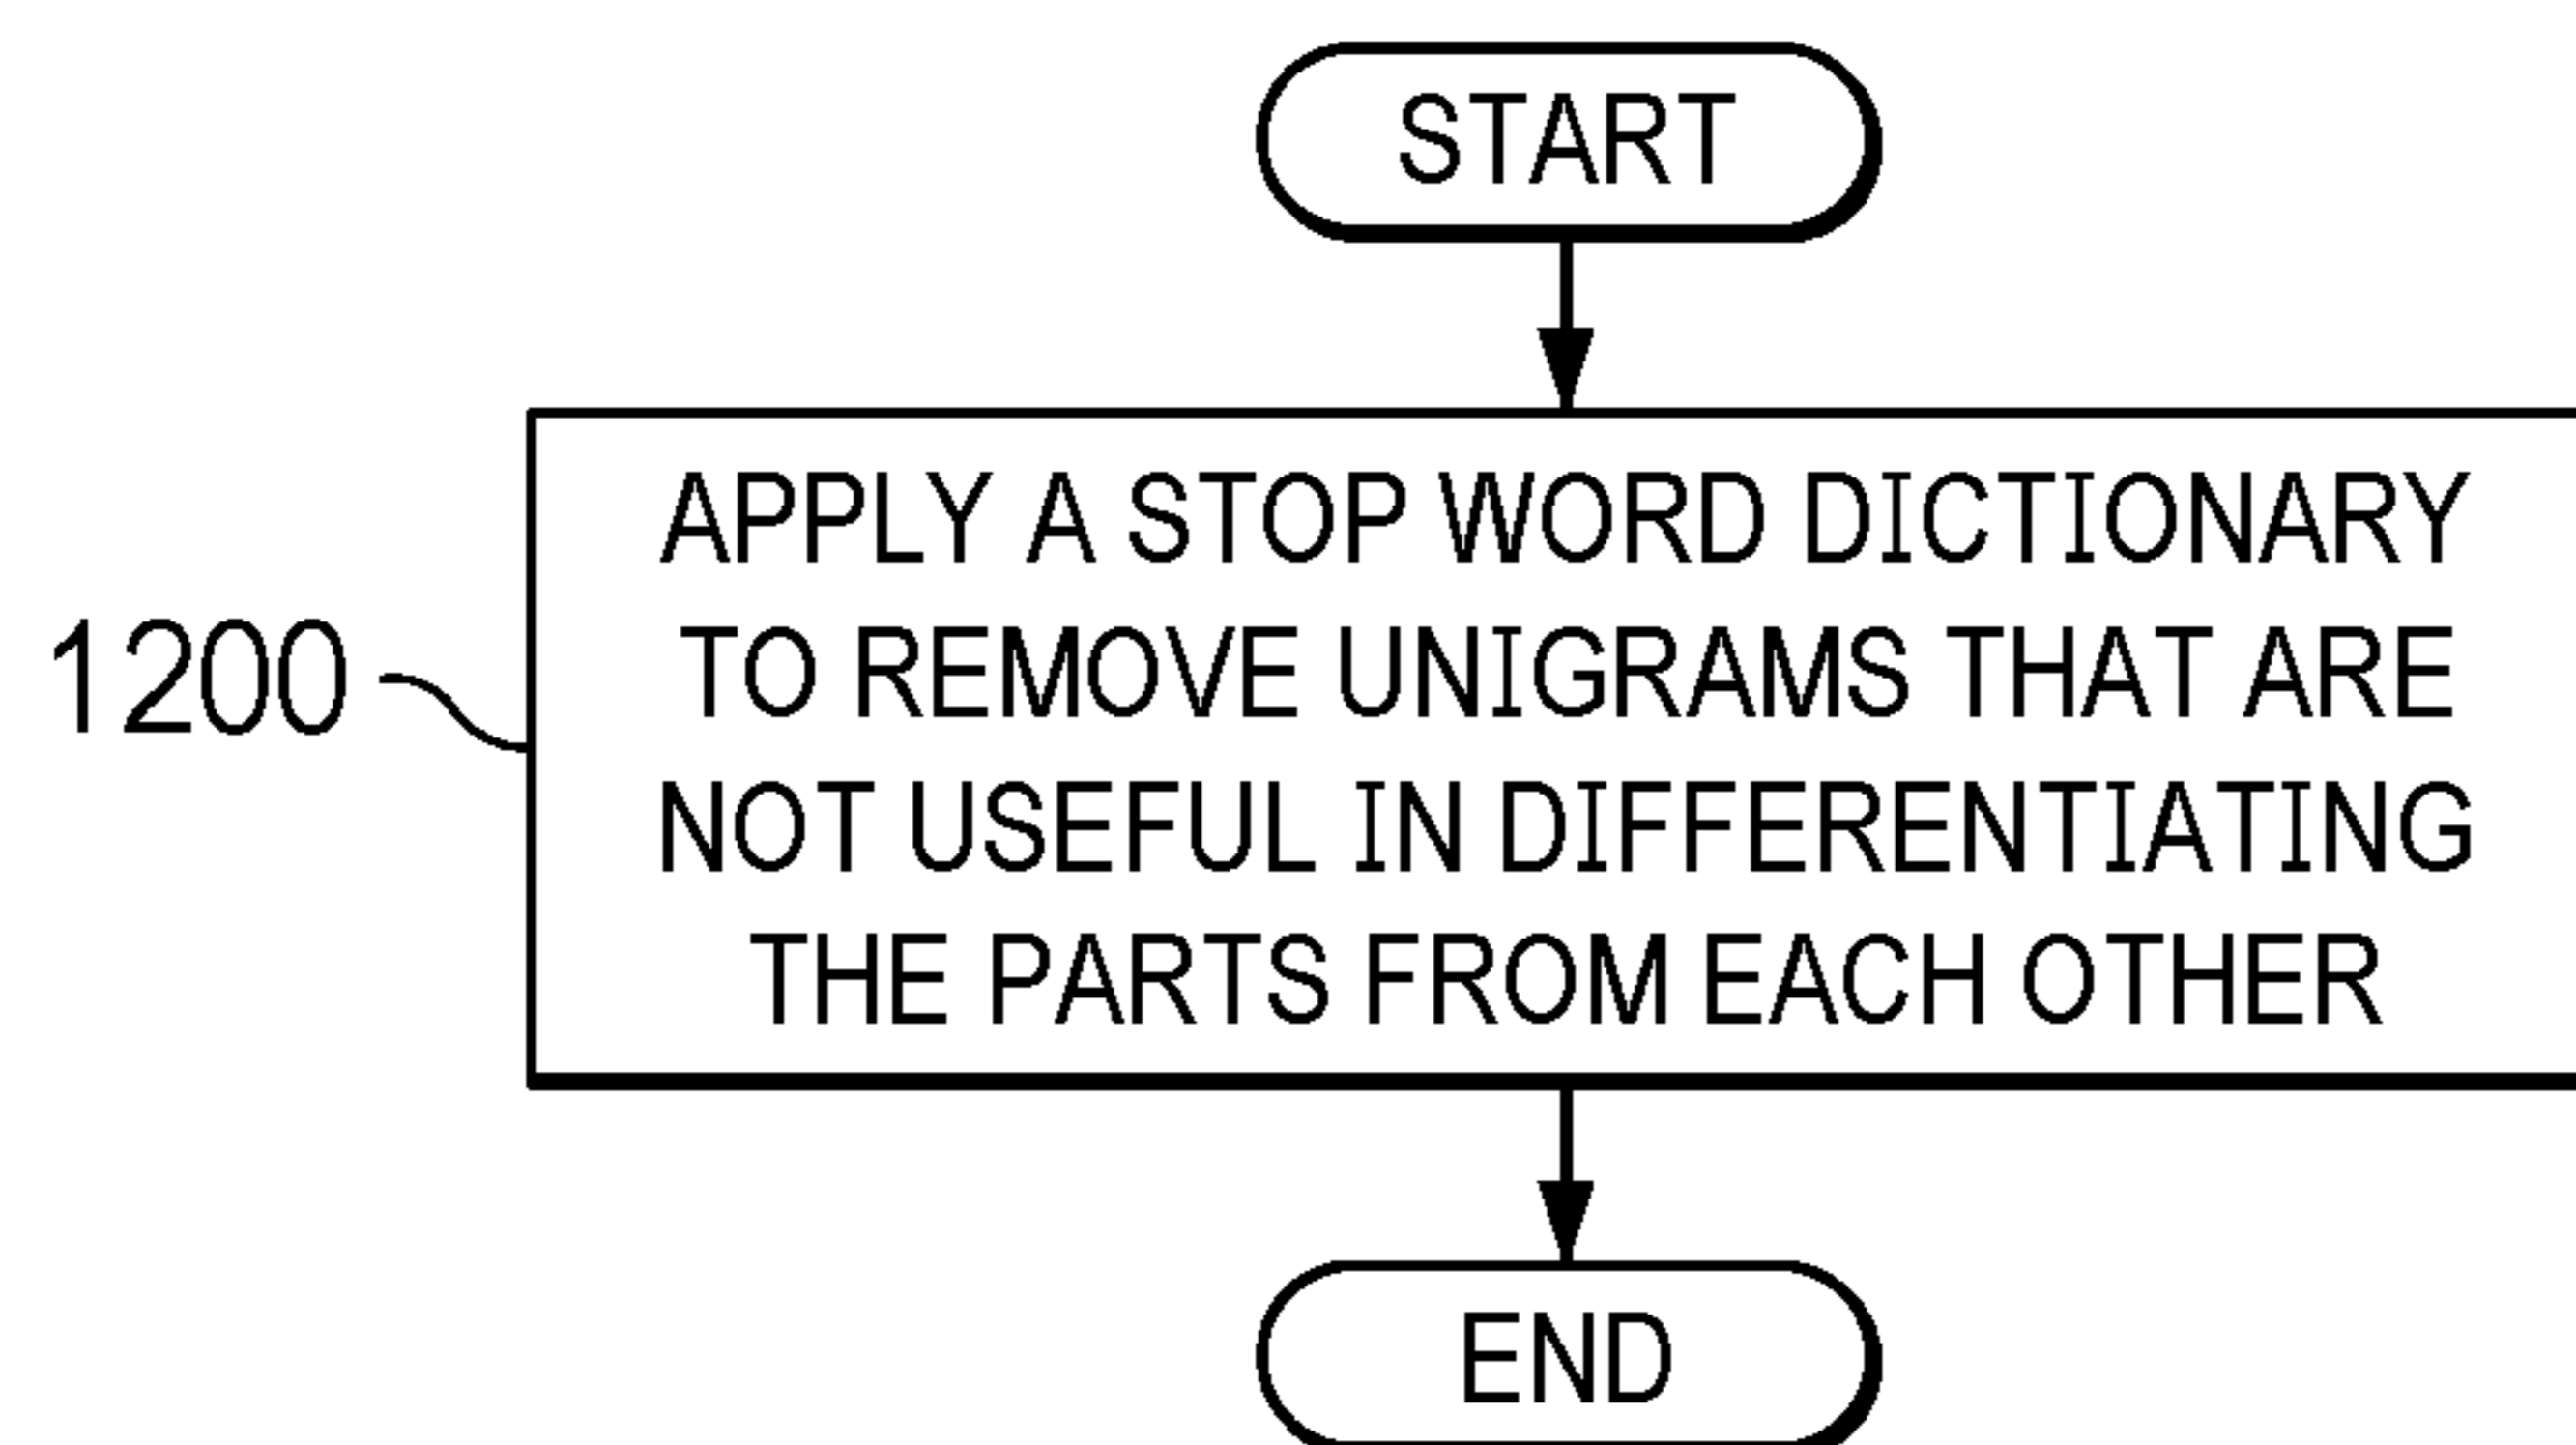 START
APPLY A STOP WORD DICTIONARY
TO REMOVE UNIGRAMS THAT ARE
1200
NOT USEFUL IN DIFFERENTIATING
THE PARTS FROM EACH OTHER
END